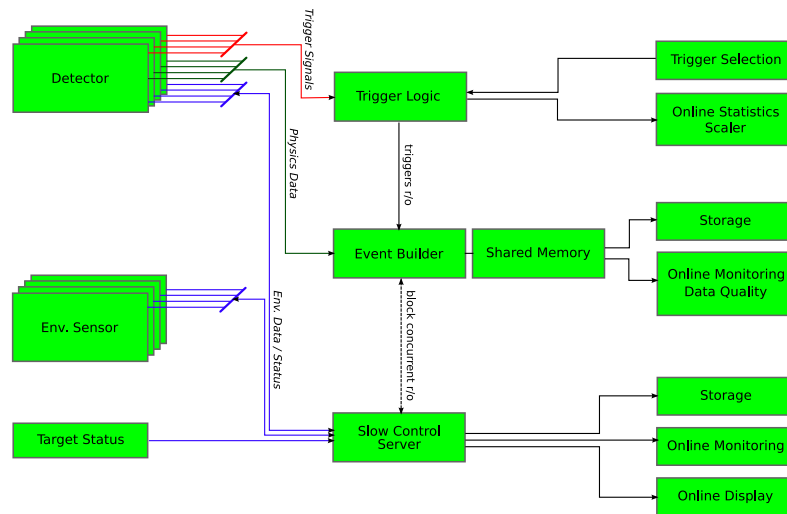 Detector
Trigger Signals
Trigger Logic
Trigger Selection
Online Statistics
Scaler
Physics Data
triggers r/o
Event Builder
Shared Memory
Storage
Online Monitoring
Data Quality
Env. Sensor
Env. Data / Status
block concurrent r/o
Target Status
Slow Control
Server
Storage
Online Monitoring
Online Display